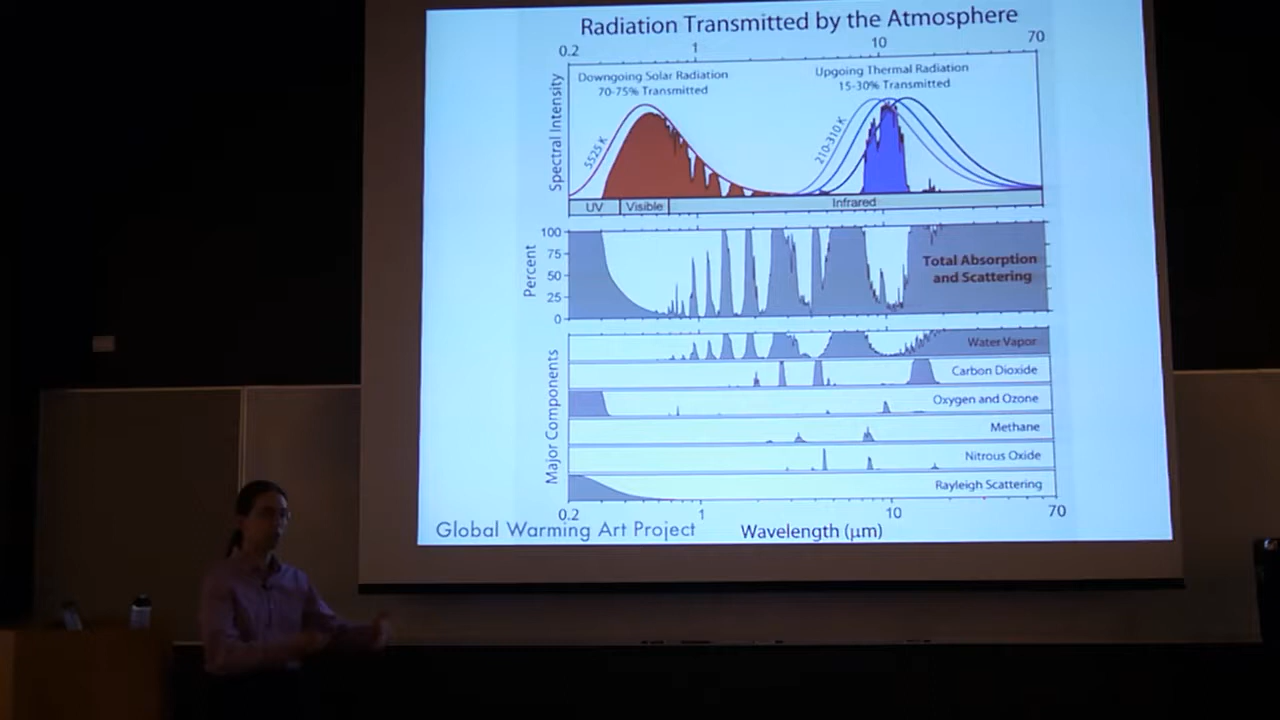 Radiation Transmitted by the Atmosphere
0.2 1 10 70
Spectral Intensity
Downgoing Solar Radiation
70-75% Transmitted
Upgoing Thermal Radiation
15-30% Transmitted
5525 K
210-310 K
UV Visible Infrared
Percent
100
75
50
25
0
Total Absorption
and Scattering
Major Components
Water Vapor
Carbon Dioxide
Oxygen and Ozone
Methane
Nitrous Oxide
Rayleigh Scattering
0.2 1 10 70
Wavelength (μm)
Global Warming Art Project